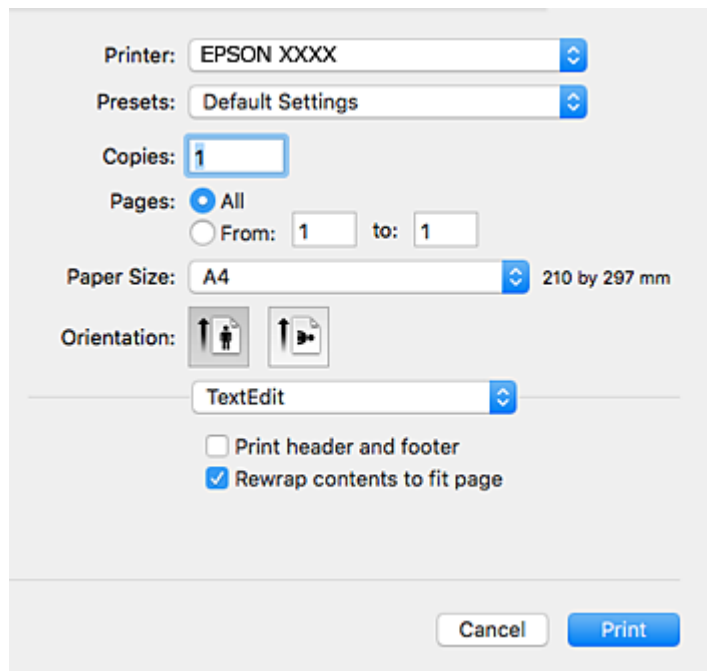 Printer: EPSON XXXX
Presets: Default Settings
Copies: 1
Pages: All
From: 1 to: 1
Paper Size: A4 210 by 297 mm
Orientation:
TextEdit
Print header and footer
Rewrap contents to fit page
Cancel Print